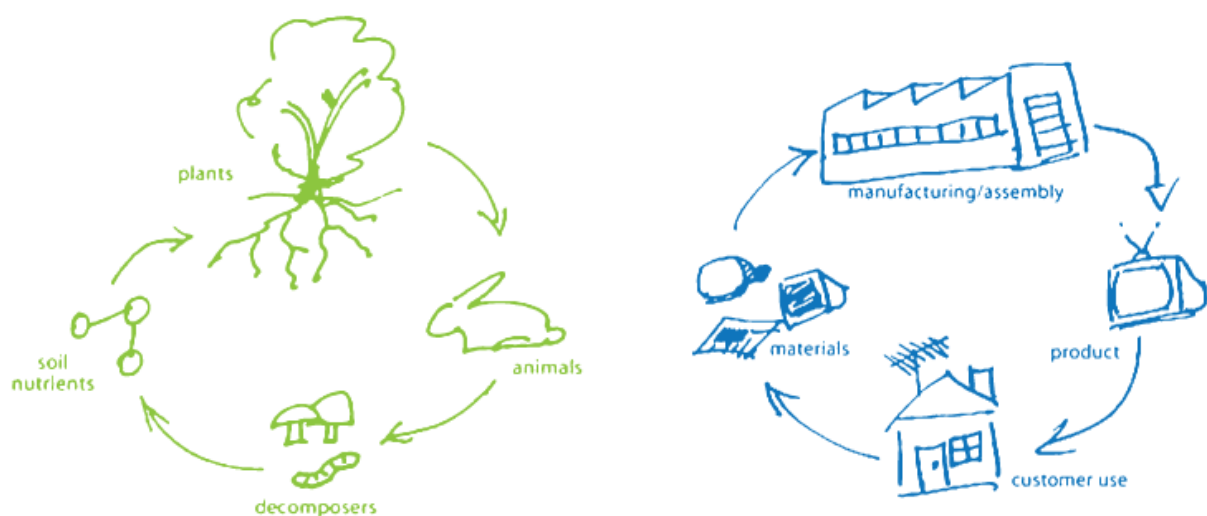 plants
soil
nutrients
animals
decomposers
manufacturing/assembly
materials
product
customer use